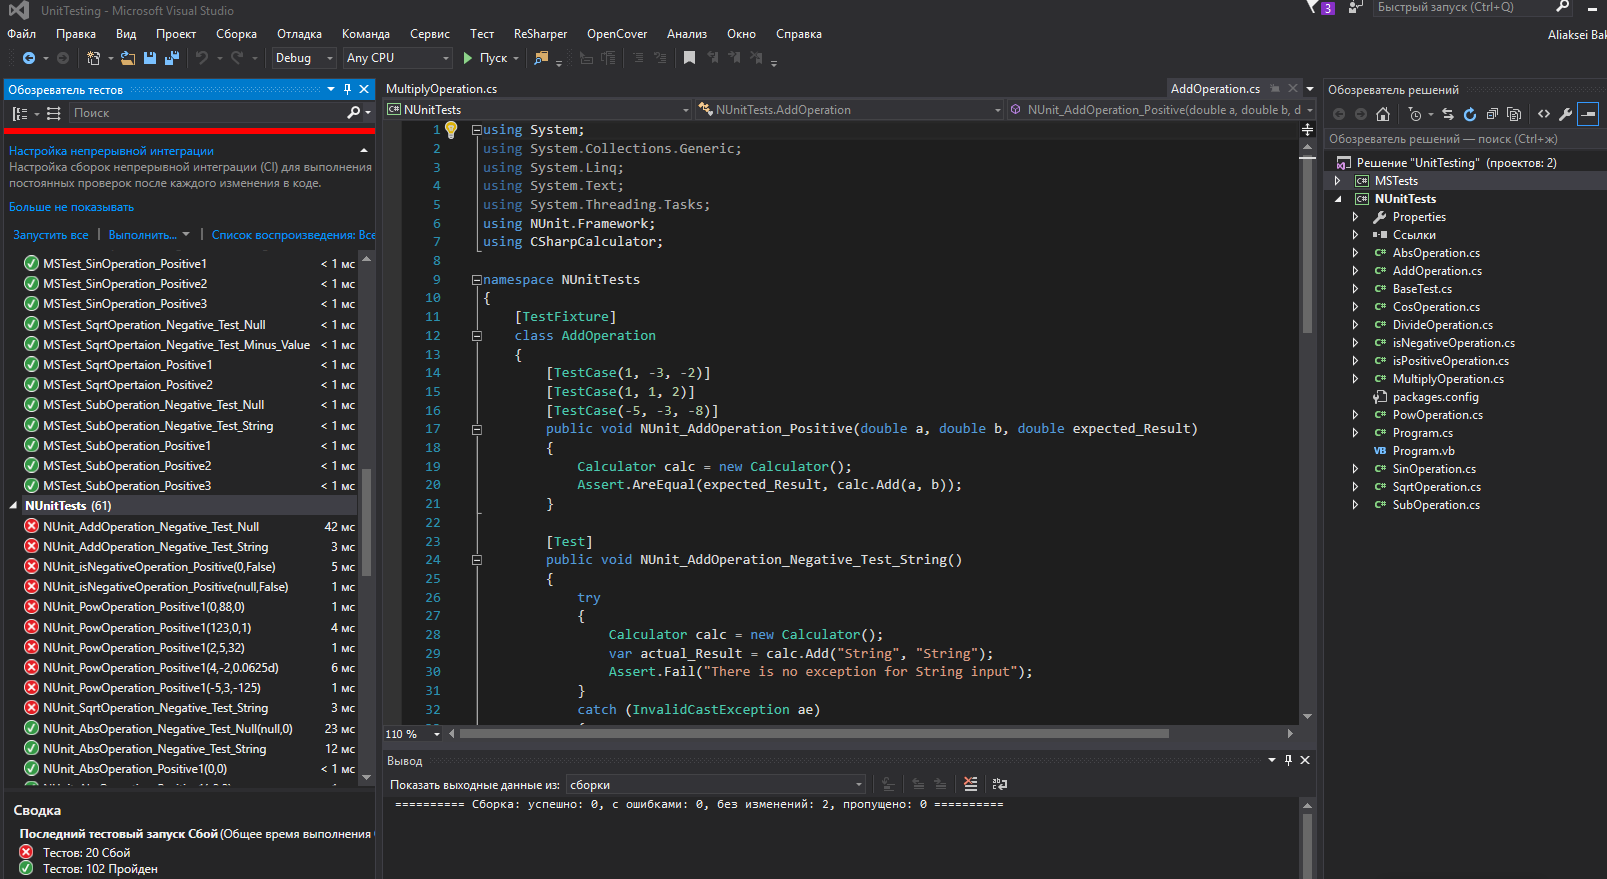 UnitTesting - Microsoft Visual Studio
3
Быстрый запуск (Ctrl+Q)
Файл Правка Вид Проект Сборка Отладка Команда Сервис Тест ReSharper OpenCover Анализ Окно Справка
Aliaksei Bak
Debug Any CPU Пуск
Обозреватель тестов
Поиск
Настройка непрерывной интеграции
Настройка сборок непрерывной интеграции (CI) для выполнения
постоянных проверок после каждого изменения в коде.
Больше не показывать
Запустить все | Выполнить... | Список воспроизведения: Все
MSTest_SinOperation_Positive1 < 1 мс
MSTest_SinOperation_Positive2 < 1 мс
MSTest_SinOperation_Positive3 < 1 мс
MSTest_SqrtOperation_Negative_Test_Null < 1 мс
MSTest_SqrtOpertaion_Negative_Test_Minus_Value < 1 мс
MSTest_SqrtOpertaion_Positive1 < 1 мс
MSTest_SqrtOpertaion_Positive2 < 1 мс
MSTest_SubOperation_Negative_Test_Null < 1 мс
MSTest_SubOperation_Negative_Test_String < 1 мс
MSTest_SubOperation_Positive1 < 1 мс
MSTest_SubOperation_Positive2 < 1 мс
MSTest_SubOperation_Positive3 < 1 мс
NUnitTests (61)
NUnit_AddOperation_Negative_Test_Null 42 мс
NUnit_AddOperation_Negative_Test_String 3 мс
NUnit_isNegativeOperation_Positive(0,False) 5 мс
NUnit_isNegativeOperation_Positive(null,False) 1 мс
NUnit_PowOperation_Positive1(0,88,0) 1 мс
NUnit_PowOperation_Positive1(123,0,1) 4 мс
NUnit_PowOperation_Positive1(2,5,32) 1 мс
NUnit_PowOperation_Positive1(4,-2,0.0625d) 6 мс
NUnit_PowOperation_Positive1(-5,3,-125) 1 мс
NUnit_SqrtOperation_Negative_Test_String 3 мс
NUnit_AbsOperation_Negative_Test_Null(null,0) 23 мс
NUnit_AbsOperation_Negative_Test_String 12 мс
NUnit_AbsOperation_Positive1(0,0) < 1 мс
Сводка
Последний тестовый запуск Сбой (Общее время выполнения
Тестов: 20 Сбой
Тестов: 102 Пройден
MultiplyOperation.cs AddOperation.cs
C# NUnitTests NUnitTests.AddOperation NUnit_AddOperation_Positive(double a, double b, d
1 using System;
2 using System.Collections.Generic;
3 using System.Linq;
4 using System.Text;
5 using System.Threading.Tasks;
6 using NUnit.Framework;
7 using CSharpCalculator;
8
9 namespace NUnitTests
10 {
11 [TestFixture]
12 class AddOperation
13 {
14 [TestCase(1, -3, -2)]
15 [TestCase(1, 1, 2)]
16 [TestCase(-5, -3, -8)]
17 public void NUnit_AddOperation_Positive(double a, double b, double expected_Result)
18 {
19 Calculator calc = new Calculator();
20 Assert.AreEqual(expected_Result, calc.Add(a, b));
21 }
22
23 [Test]
24 public void NUnit_AddOperation_Negative_Test_String()
25 {
26 try
27 {
28 Calculator calc = new Calculator();
29 var actual_Result = calc.Add("String", "String");
30 Assert.Fail("There is no exception for String input");
31 }
32 catch (InvalidCastException ae)
110 %
Вывод
Показать выходные данные из: сборки
========== Сборка: успешно: 0, с ошибками: 0, без изменений: 2, пропущено: 0 ==========
Обозреватель решений
Обозреватель решений — поиск (Ctrl+ж)
Решение "UnitTesting" (проектов: 2)
C# MSTests
C# NUnitTests
Properties
Ссылки
C# AbsOperation.cs
C# AddOperation.cs
C# BaseTest.cs
C# CosOperation.cs
C# DivideOperation.cs
C# isNegativeOperation.cs
C# isPositiveOperation.cs
C# MultiplyOperation.cs
packages.config
C# PowOperation.cs
C# Program.cs
VB Program.vb
C# SinOperation.cs
C# SqrtOperation.cs
C# SubOperation.cs